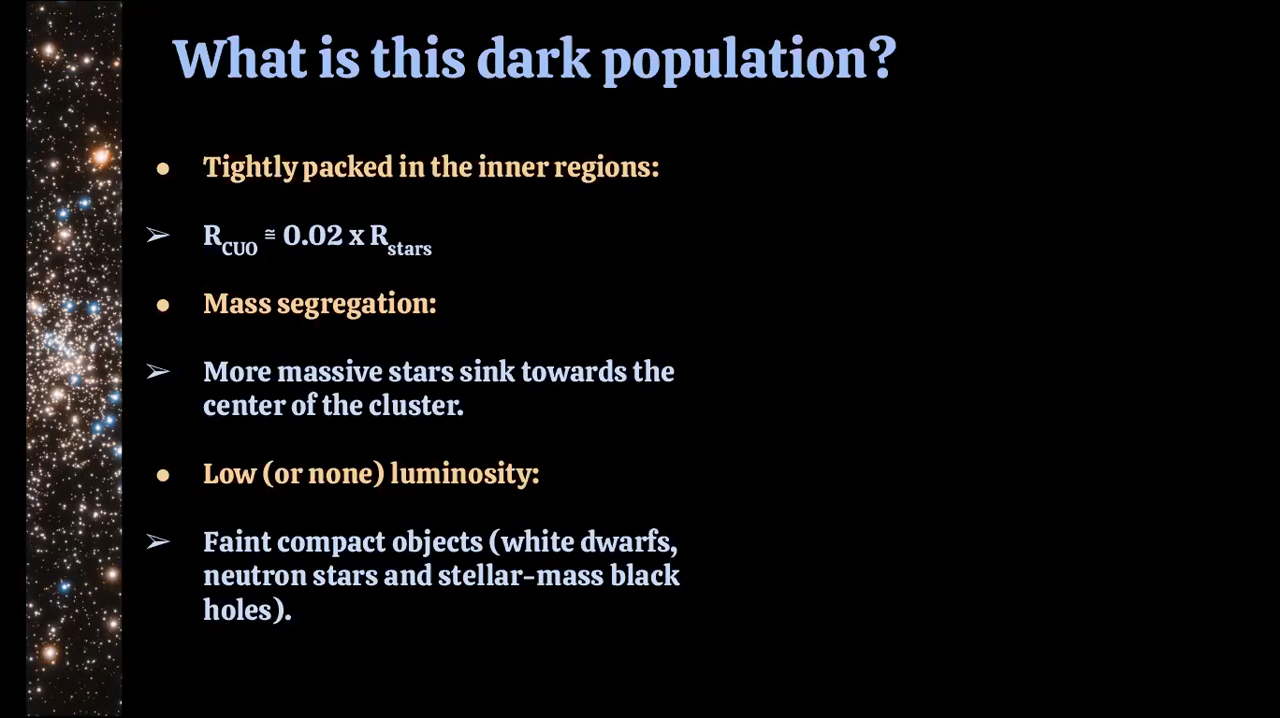 What is this dark population?
● Tightly packed in the inner regions:
➢ R_CUO ≅ 0.02 x R_stars
● Mass segregation:
➢ More massive stars sink towards the
center of the cluster.
● Low (or none) luminosity:
➢ Faint compact objects (white dwarfs,
neutron stars and stellar-mass black
holes).